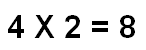 4 X 2 = 8